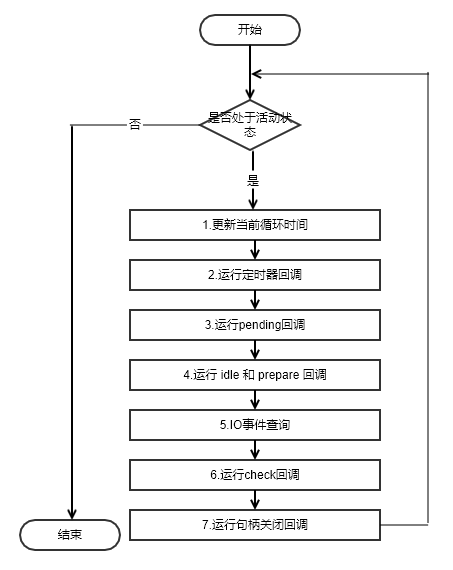 开始
是否处于活动状
态
否
是
1.更新当前循环时间
2.运行定时器回调
3.运行pending回调
4.运行 idle 和 prepare 回调
5.IO事件查询
6.运行check回调
7.运行句柄关闭回调
结束